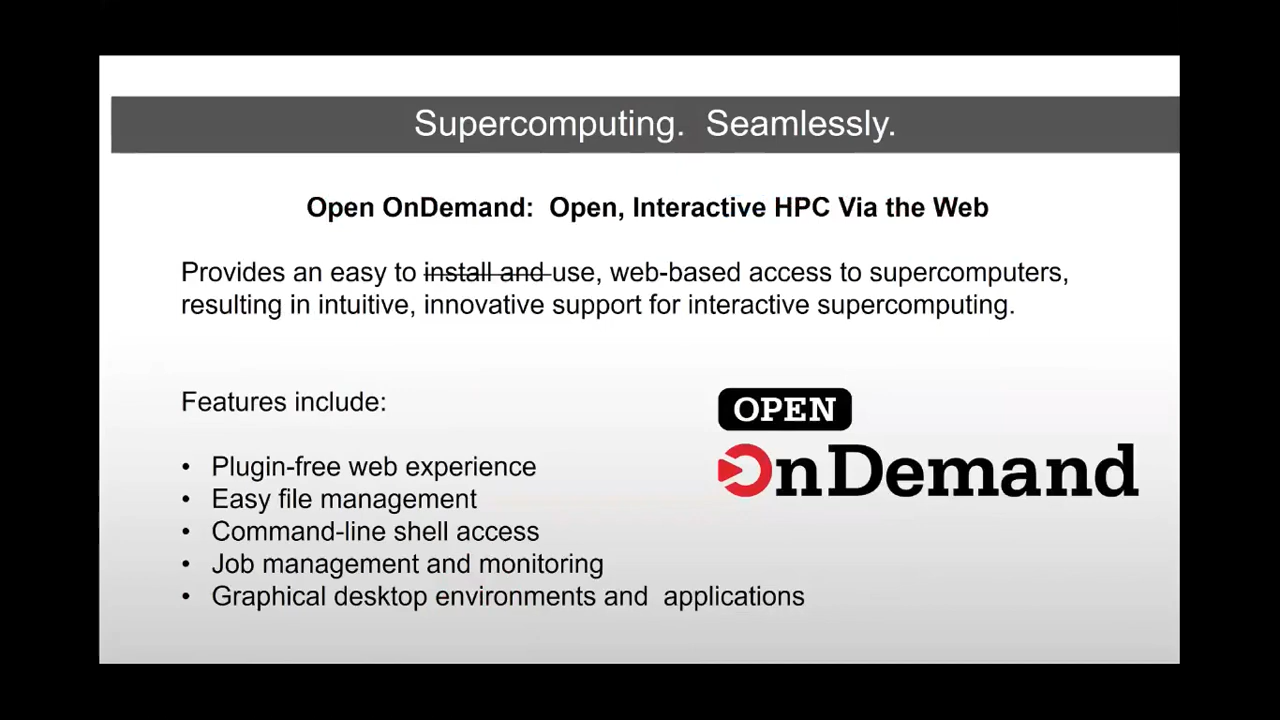 Supercomputing.  Seamlessly.
Open OnDemand:  Open, Interactive HPC Via the Web
Provides an easy to install and use, web-based access to supercomputers,
resulting in intuitive, innovative support for interactive supercomputing.
Features include:
• Plugin-free web experience
• Easy file management
• Command-line shell access
• Job management and monitoring
• Graphical desktop environments and  applications
OPEN
OnDemand